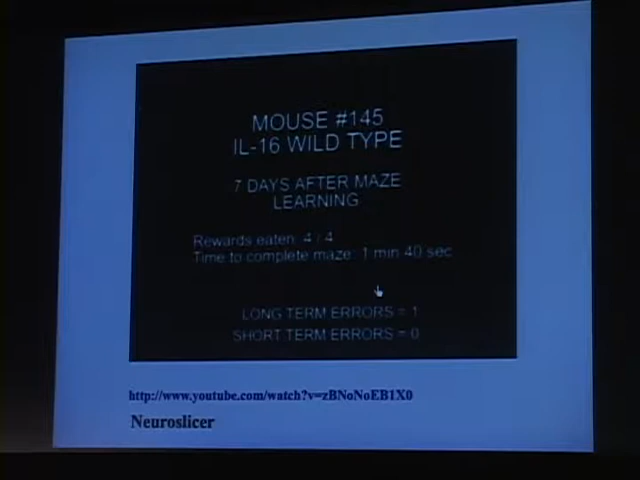 MOUSE #145
IL-16 WILD TYPE
7 DAYS AFTER MAZE
LEARNING
Rewards eaten: 4 / 4
Time to complete maze: 1 min 40 sec
LONG TERM ERRORS = 1
SHORT TERM ERRORS = 0
http://www.youtube.com/watch?v=zBNoNoEB1X0
Neuroslicer